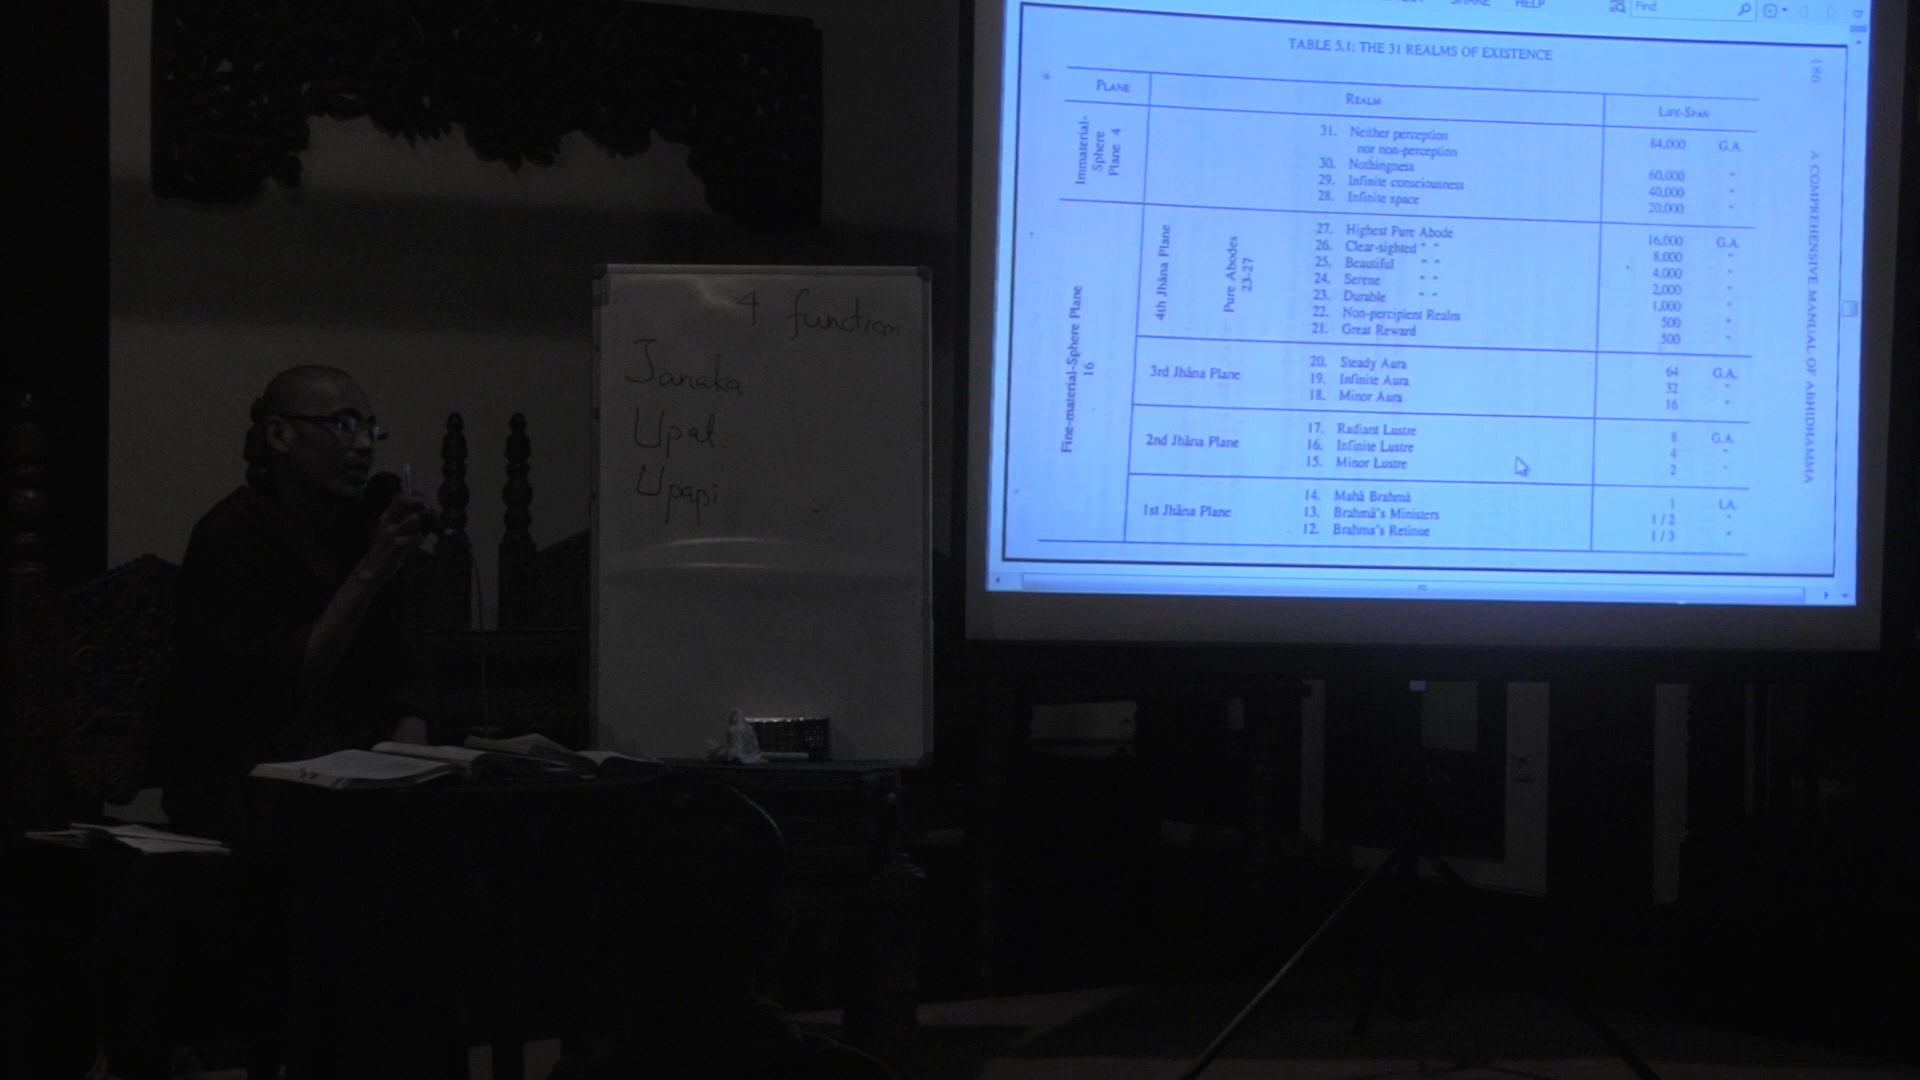 4 function
Janaka
Upat.
Upapi
HELP
Find
TABLE 5.1: THE 31 REALMS OF EXISTENCE
PLANE REALM LIFE-SPAN
Immaterial-
Sphere
Plane 4
31. Neither perception
nor non-perception 84,000 G.A.
30. Nothingness 60,000 "
29. Infinite consciousness 40,000 "
28. Infinite space 20,000 "
Fine-material-Sphere Plane
16
4th Jhāna Plane
Pure Abodes
23-27
27. Highest Pure Abode 16,000 G.A.
26. Clear-sighted " " 8,000 "
25. Beautiful " " 4,000 "
24. Serene " " 2,000 "
23. Durable " " 1,000 "
22. Non-percipient Realm 500 "
21. Great Reward 500 "
3rd Jhāna Plane
20. Steady Aura 64 G.A.
19. Infinite Aura 32 "
18. Minor Aura 16 "
2nd Jhāna Plane
17. Radiant Lustre 8 G.A.
16. Infinite Lustre 4 "
15. Minor Lustre 2 "
1st Jhāna Plane
14. Mahā Brahmā 1 I.A.
13. Brahmā's Ministers 1/2 "
12. Brahma's Retinue 1/3 "
186
A COMPREHENSIVE MANUAL OF ABHIDHAMMA